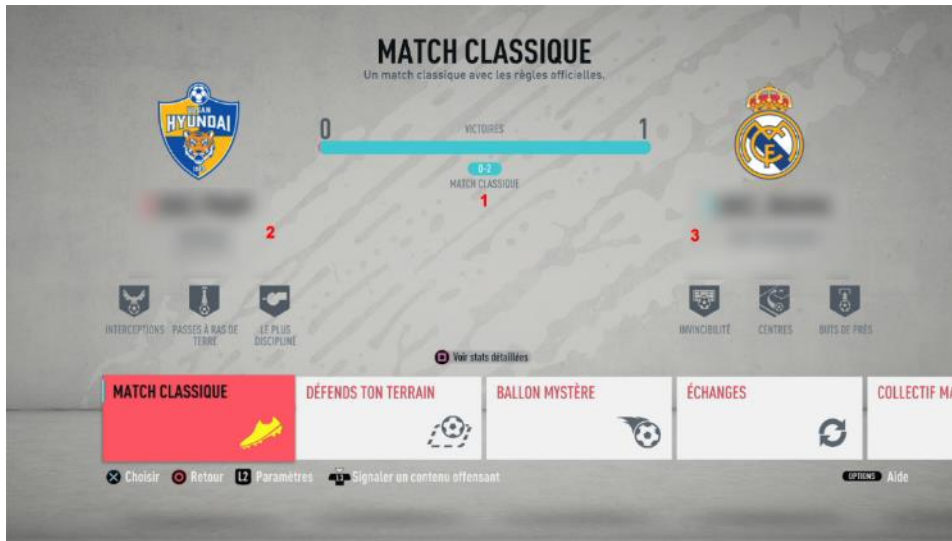 MATCH CLASSIQUE
Un match classique avec les règles officielles.
HYUNDAI
0 VICTOIRES 1
0-2
MATCH CLASSIQUE
1
2
3
INTERCEPTIONS
PASSES À RAS DE
TERRE
LE PLUS
DISCIPLINÉ
INVINCIBILITÉ
CENTRES
BUTS DE PRÈS
Voir stats détaillées
MATCH CLASSIQUE
DÉFENDS TON TERRAIN
BALLON MYSTÈRE
ÉCHANGES
COLLECTIF
Choisir
Retour
L2 Paramètres
Signaler un contenu offensant
OPTIONS Aide